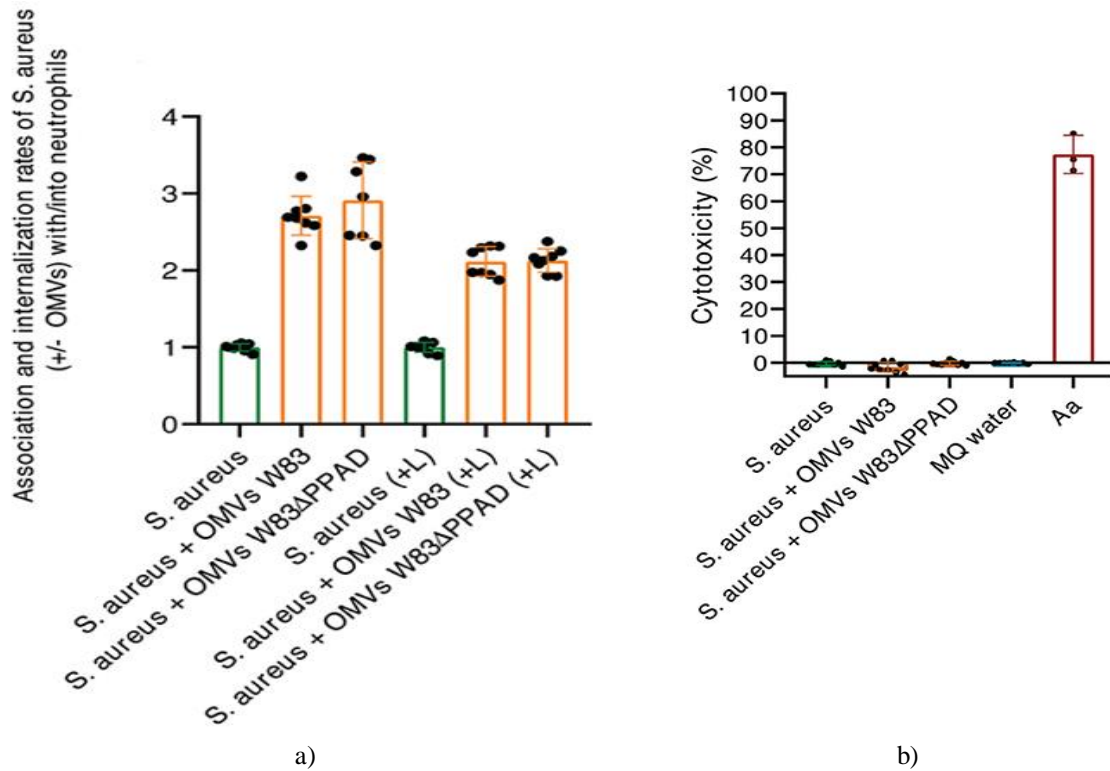 Association and internalization rates of S. aureus
(+/- OMVs) with/into neutrophils
4
3
2
1
0
S. aureus
S. aureus + OMVs W83
S. aureus + OMVs W83ΔPPAD
S. aureus (+L)
S. aureus + OMVs W83 (+L)
S. aureus + OMVs W83ΔPPAD (+L)
a)
Cytotoxicity (%)
100
90
80
70
60
50
40
30
20
10
0
S. aureus
S. aureus + OMVs W83
S. aureus + OMVs W83ΔPPAD
MQ water
Aa
b)